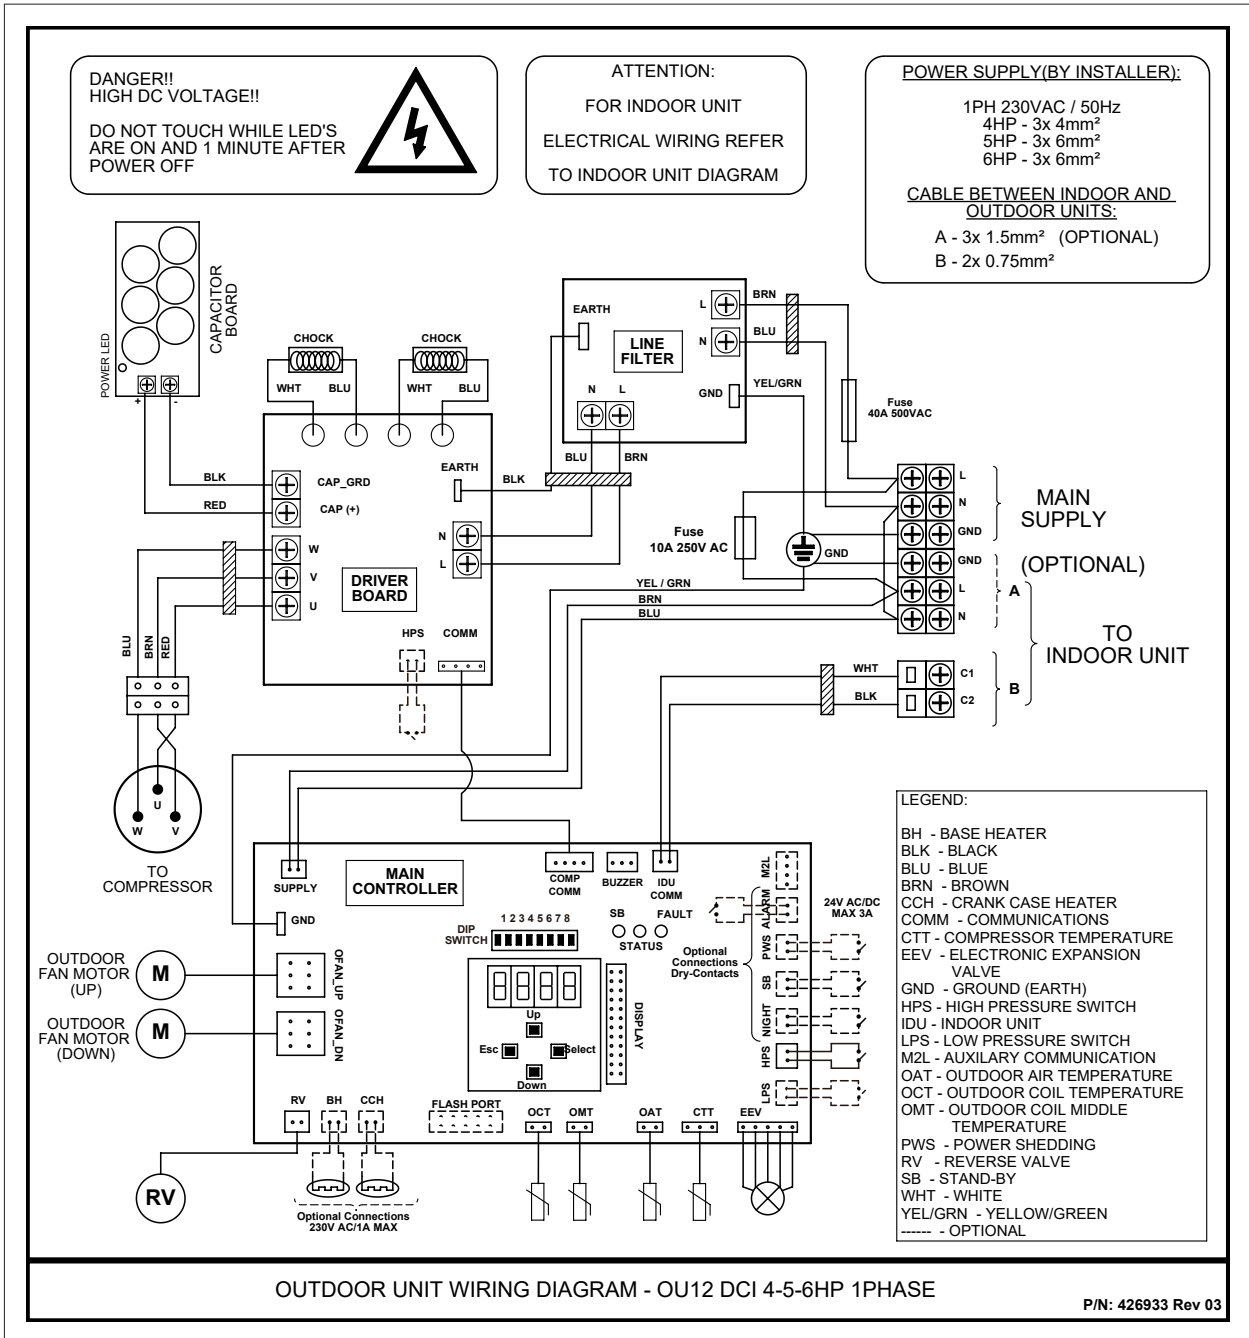 DANGER!!
HIGH DC VOLTAGE!!
DO NOT TOUCH WHILE LED'S
ARE ON AND 1 MINUTE AFTER
POWER OFF
ATTENTION:
FOR INDOOR UNIT
ELECTRICAL WIRING REFER
TO INDOOR UNIT DIAGRAM
POWER SUPPLY(BY INSTALLER):
1PH 230VAC / 50Hz
4HP - 3x 4mm²
5HP - 3x 6mm²
6HP - 3x 6mm²
CABLE BETWEEN INDOOR AND
OUTDOOR UNITS:
A - 3x 1.5mm² (OPTIONAL)
B - 2x 0.75mm²
POWER LED
CAPACITOR
BOARD
+
-
CHOCK
CHOCK
WHT
BLU
WHT
BLU
BLK
RED
CAP_GRD
CAP (+)
EARTH
BLK
N
L
W
V
U
DRIVER
BOARD
HPS
COMM
BLU
BRN
RED
U
W
V
TO
COMPRESSOR
EARTH
LINE
FILTER
L
N
GND
N
L
BLU
BRN
BRN
BLU
YEL/GRN
Fuse
40A 500VAC
Fuse
10A 250V AC
GND
YEL / GRN
BRN
BLU
L
N
GND
GND
L
N
MAIN
SUPPLY
(OPTIONAL)
A
TO
INDOOR UNIT
WHT
BLK
C1
C2
B
SUPPLY
MAIN
CONTROLLER
COMP
COMM
BUZZER
IDU
COMM
M2L
ALARM
PWS
SB
NIGHT
HPS
LPS
24V AC/DC
MAX 3A
GND
DIP
SWITCH
1 2 3 4 5 6 7 8
SB
FAULT
STATUS
Optional
Connections
Dry-Contacts
OUTDOOR
FAN MOTOR
(UP)
M
OFAN_UP
OUTDOOR
FAN MOTOR
(DOWN)
M
OFAN_DN
Up
Esc
Select
Down
DISPLAY
RV
BH
CCH
FLASH PORT
OCT
OMT
OAT
CTT
EEV
RV
Optional Connections
230V AC/1A MAX
LEGEND:
BH - BASE HEATER
BLK - BLACK
BLU - BLUE
BRN - BROWN
CCH - CRANK CASE HEATER
COMM - COMMUNICATIONS
CTT - COMPRESSOR TEMPERATURE
EEV - ELECTRONIC EXPANSION
VALVE
GND - GROUND (EARTH)
HPS - HIGH PRESSURE SWITCH
IDU - INDOOR UNIT
LPS - LOW PRESSURE SWITCH
M2L - AUXILARY COMMUNICATION
OAT - OUTDOOR AIR TEMPERATURE
OCT - OUTDOOR COIL TEMPERATURE
OMT - OUTDOOR COIL MIDDLE
TEMPERATURE
PWS - POWER SHEDDING
RV - REVERSE VALVE
SB - STAND-BY
WHT - WHITE
YEL/GRN - YELLOW/GREEN
------ - OPTIONAL
OUTDOOR UNIT WIRING DIAGRAM - OU12 DCI 4-5-6HP 1PHASE
P/N: 426933 Rev 03